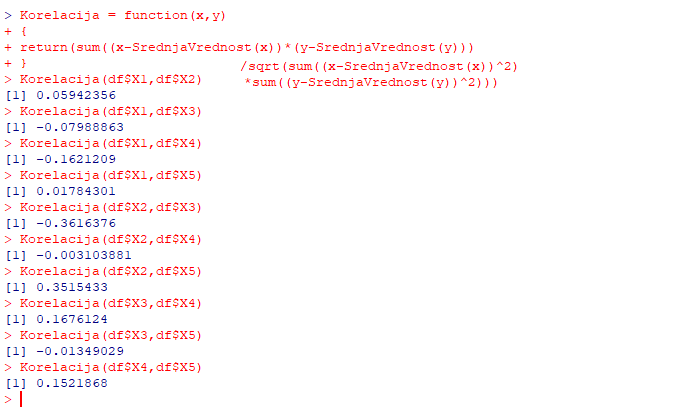 > Korelacija = function(x,y)
+ {
+ return(sum((x-SrednjaVrednost(x))*(y-SrednjaVrednost(y)))
/sqrt(sum((x-SrednjaVrednost(x))^2)
*sum((y-SrednjaVrednost(y))^2)))
+ }
> Korelacija(df$X1,df$X2)
[1] 0.05942356
> Korelacija(df$X1,df$X3)
[1] -0.07988863
> Korelacija(df$X1,df$X4)
[1] -0.1621209
> Korelacija(df$X1,df$X5)
[1] 0.01784301
> Korelacija(df$X2,df$X3)
[1] -0.3616376
> Korelacija(df$X2,df$X4)
[1] -0.003103881
> Korelacija(df$X2,df$X5)
[1] 0.3515433
> Korelacija(df$X3,df$X4)
[1] 0.1676124
> Korelacija(df$X3,df$X5)
[1] -0.01349029
> Korelacija(df$X4,df$X5)
[1] 0.1521868
>